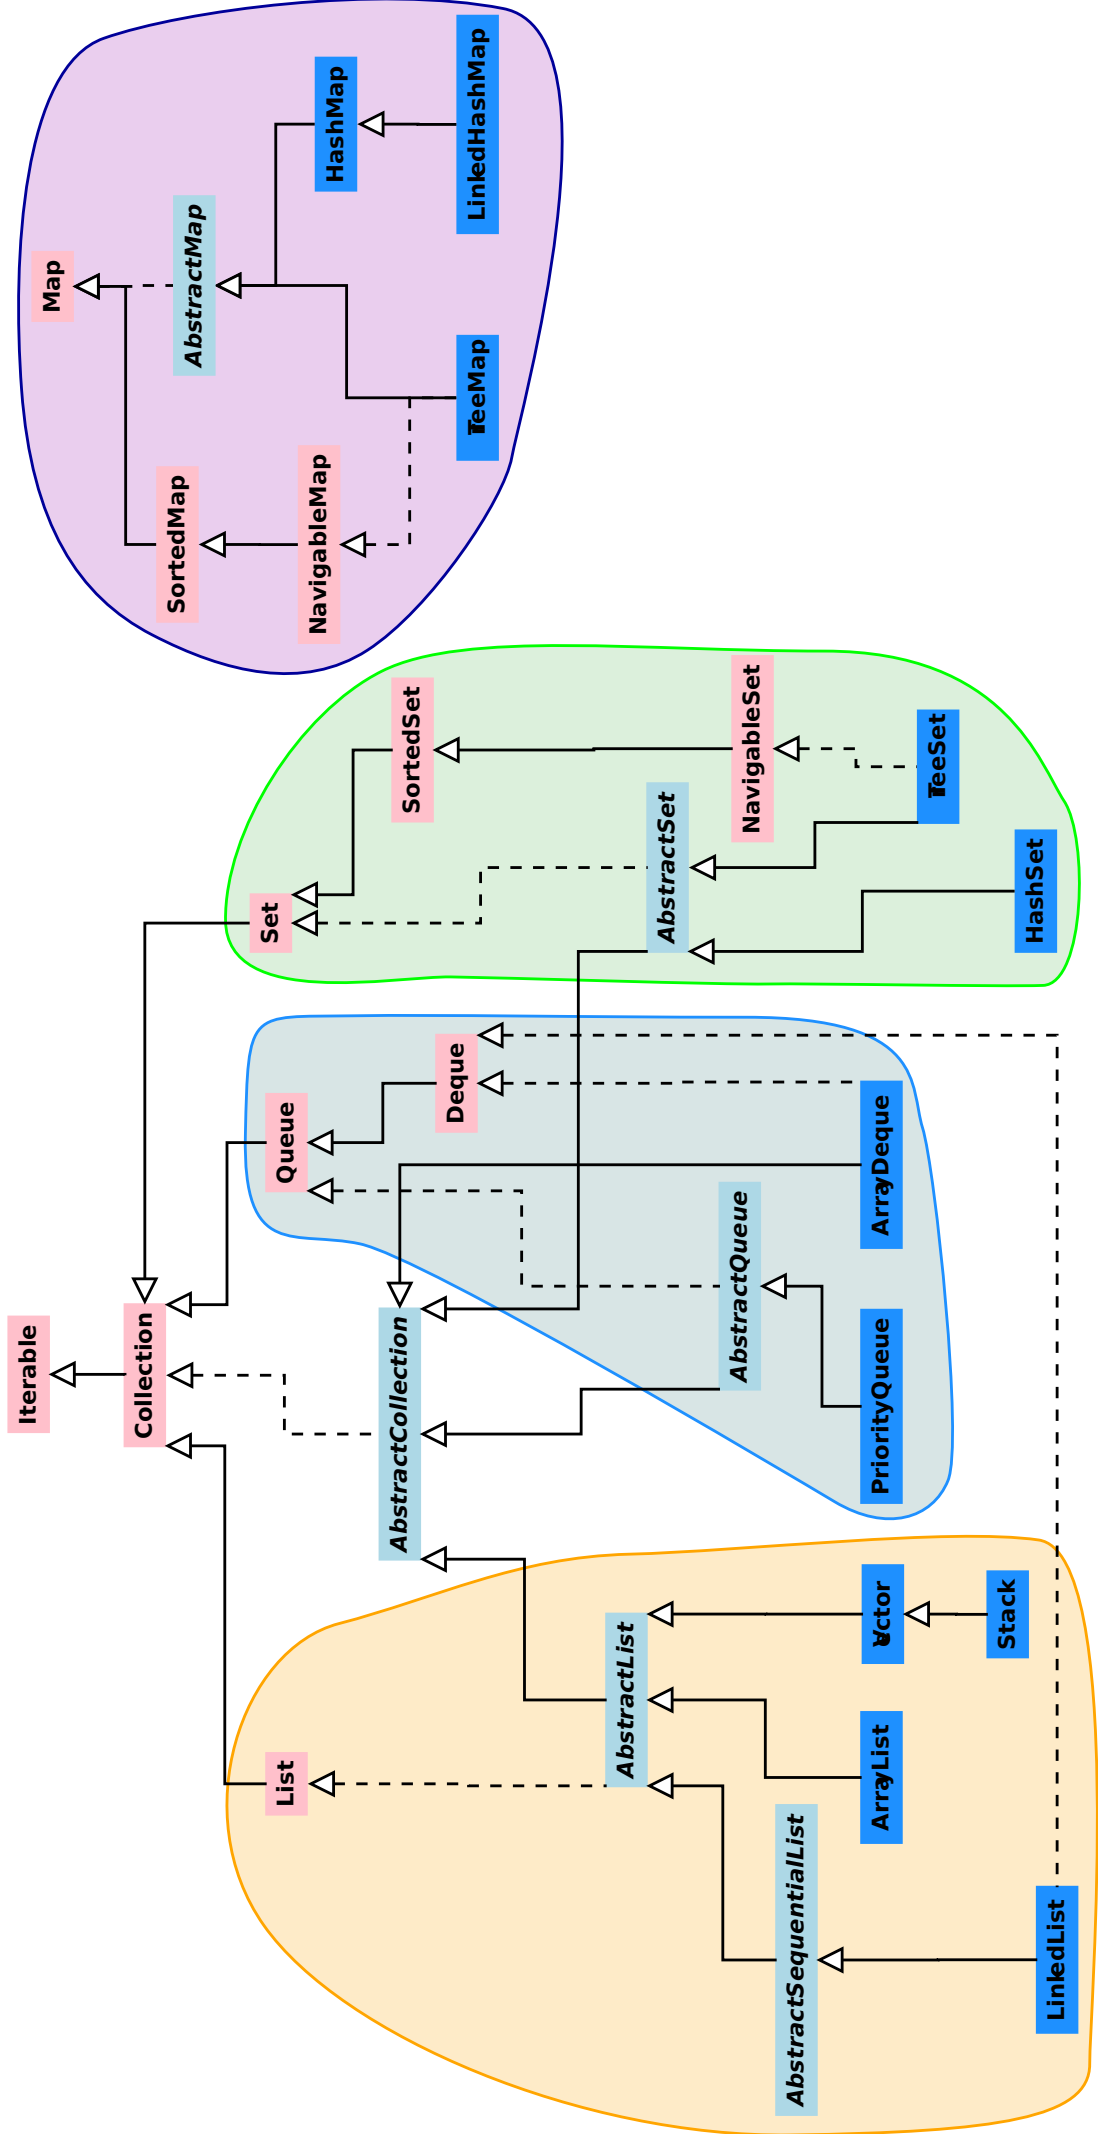 Iterable
Map
Collection
SortedMap
AbstractMap
Set
List
Queue
NavigableMap
HashMap
AbstractCollection
SortedSet
Deque
TreeMap
LinkedHashMap
AbstractList
AbstractSet
AbstractQueue
NavigableSet
AbstractSequentialList
ArrayList
Vector
PriorityQueue
ArrayDeque
TreeSet
Stack
HashSet
LinkedList